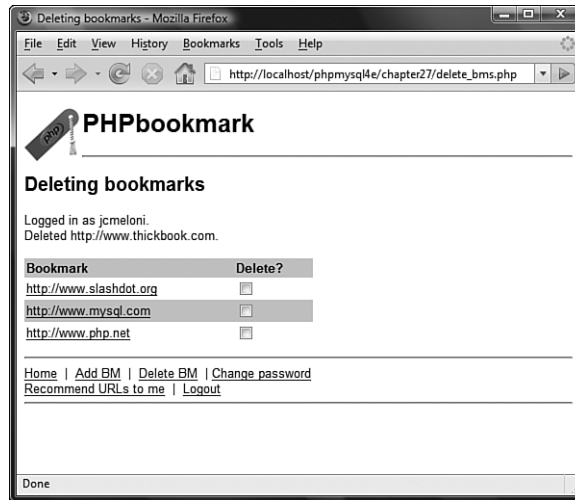 Deleting bookmarks - Mozilla Firefox
File Edit View History Bookmarks Tools Help
http://localhost/phpmysql4e/chapter27/delete_bms.php
php
PHPbookmark
Deleting bookmarks
Logged in as jcmeloni.
Deleted http://www.thickbook.com.
Bookmark Delete?
http://www.slashdot.org
http://www.mysql.com
http://www.php.net
Home | Add BM | Delete BM | Change password
Recommend URLs to me | Logout
Done